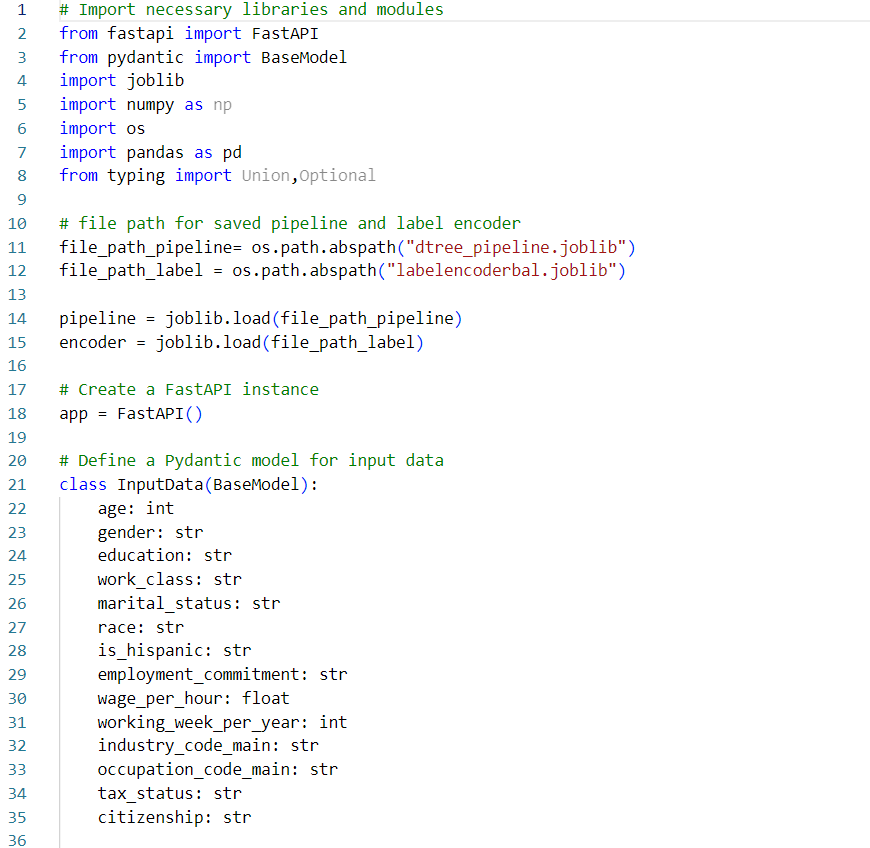 1 # Import necessary libraries and modules
2 from fastapi import FastAPI
3 from pydantic import BaseModel
4 import joblib
5 import numpy as np
6 import os
7 import pandas as pd
8 from typing import Union,Optional
9
10 # file path for saved pipeline and label encoder
11 file_path_pipeline= os.path.abspath("dtree_pipeline.joblib")
12 file_path_label = os.path.abspath("labelencoderbal.joblib")
13
14 pipeline = joblib.load(file_path_pipeline)
15 encoder = joblib.load(file_path_label)
16
17 # Create a FastAPI instance
18 app = FastAPI()
19
20 # Define a Pydantic model for input data
21 class InputData(BaseModel):
22     age: int
23     gender: str
24     education: str
25     work_class: str
26     marital_status: str
27     race: str
28     is_hispanic: str
29     employment_commitment: str
30     wage_per_hour: float
31     working_week_per_year: int
32     industry_code_main: str
33     occupation_code_main: str
34     tax_status: str
35     citizenship: str
36